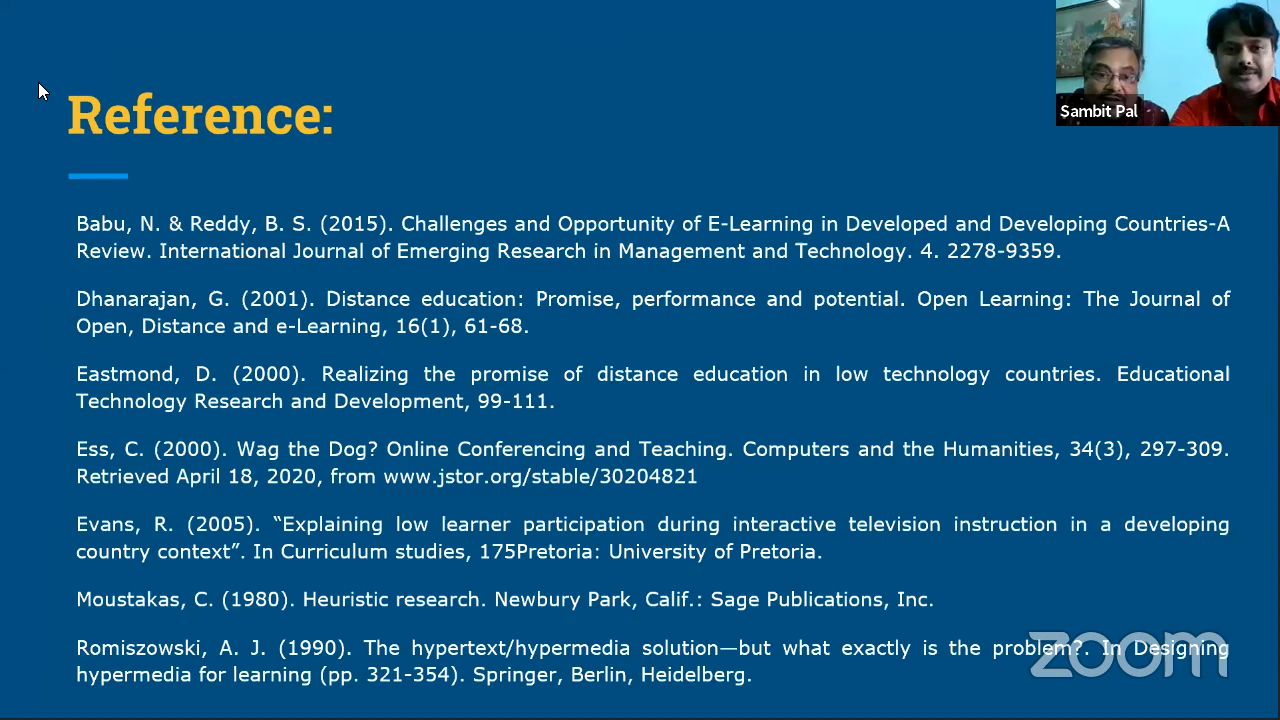 Sambit Pal
Reference:
Babu, N. & Reddy, B. S. (2015). Challenges and Opportunity of E-Learning in Developed and Developing Countries-A
Review. International Journal of Emerging Research in Management and Technology. 4. 2278-9359.
Dhanarajan, G. (2001). Distance education: Promise, performance and potential. Open Learning: The Journal of
Open, Distance and e-Learning, 16(1), 61-68.
Eastmond, D. (2000). Realizing the promise of distance education in low technology countries. Educational
Technology Research and Development, 99-111.
Ess, C. (2000). Wag the Dog? Online Conferencing and Teaching. Computers and the Humanities, 34(3), 297-309.
Retrieved April 18, 2020, from www.jstor.org/stable/30204821
Evans, R. (2005). “Explaining low learner participation during interactive television instruction in a developing
country context”. In Curriculum studies, 175Pretoria: University of Pretoria.
Moustakas, C. (1980). Heuristic research. Newbury Park, Calif.: Sage Publications, Inc.
Romiszowski, A. J. (1990). The hypertext/hypermedia solution—but what exactly is the problem?. In Designing
hypermedia for learning (pp. 321-354). Springer, Berlin, Heidelberg.
zoom